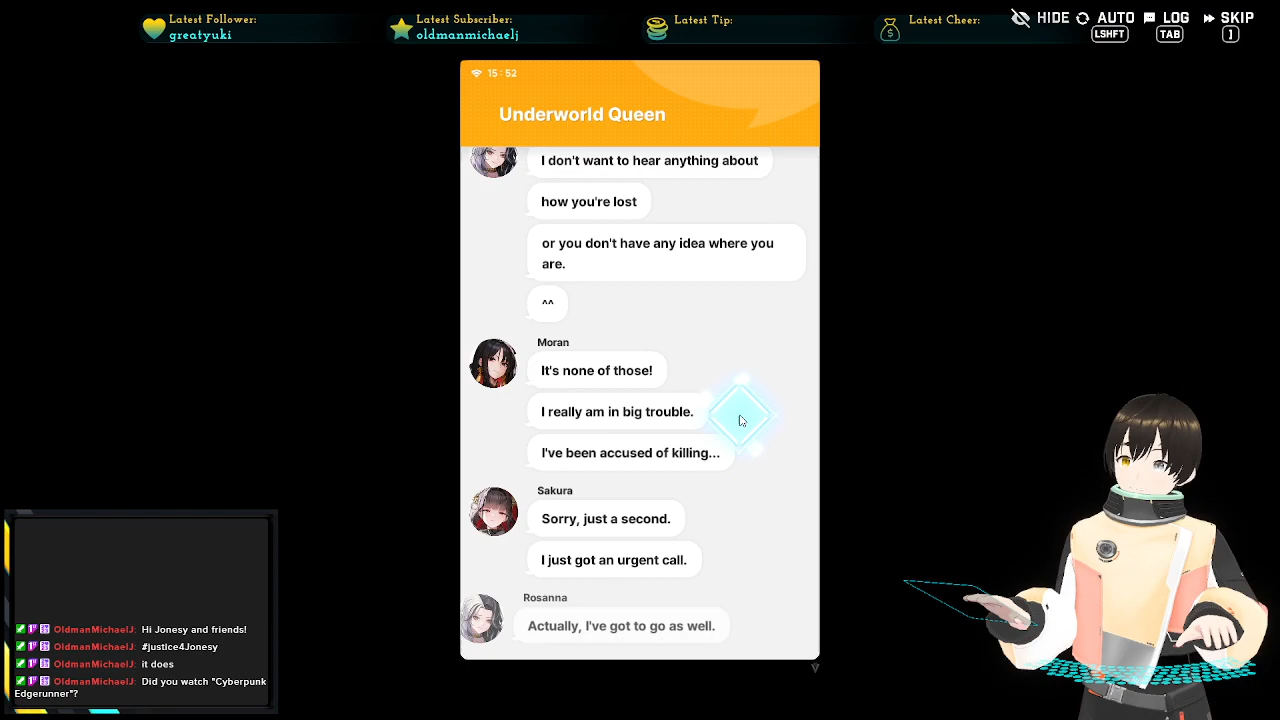 Latest Follower:
greatyuki
Latest Subscriber:
oldmanmichaelj
Latest Tip:
Latest Cheer:
HIDE AUTO LOG SKIP
LSHFT TAB ]
15:52
Underworld Queen
I don't want to hear anything about
how you're lost
or you don't have any idea where you
are.
^^
Moran
It's none of those!
I really am in big trouble.
I've been accused of killing...
Sakura
Sorry, just a second.
I just got an urgent call.
Rosanna
Actually, I've got to go as well.
OldmanMichaelJ: Hi Jonesy and friends!
OldmanMichaelJ: #justice4Jonesy
OldmanMichaelJ: it does
OldmanMichaelJ: Did you watch "Cyberpunk
Edgerunner"?